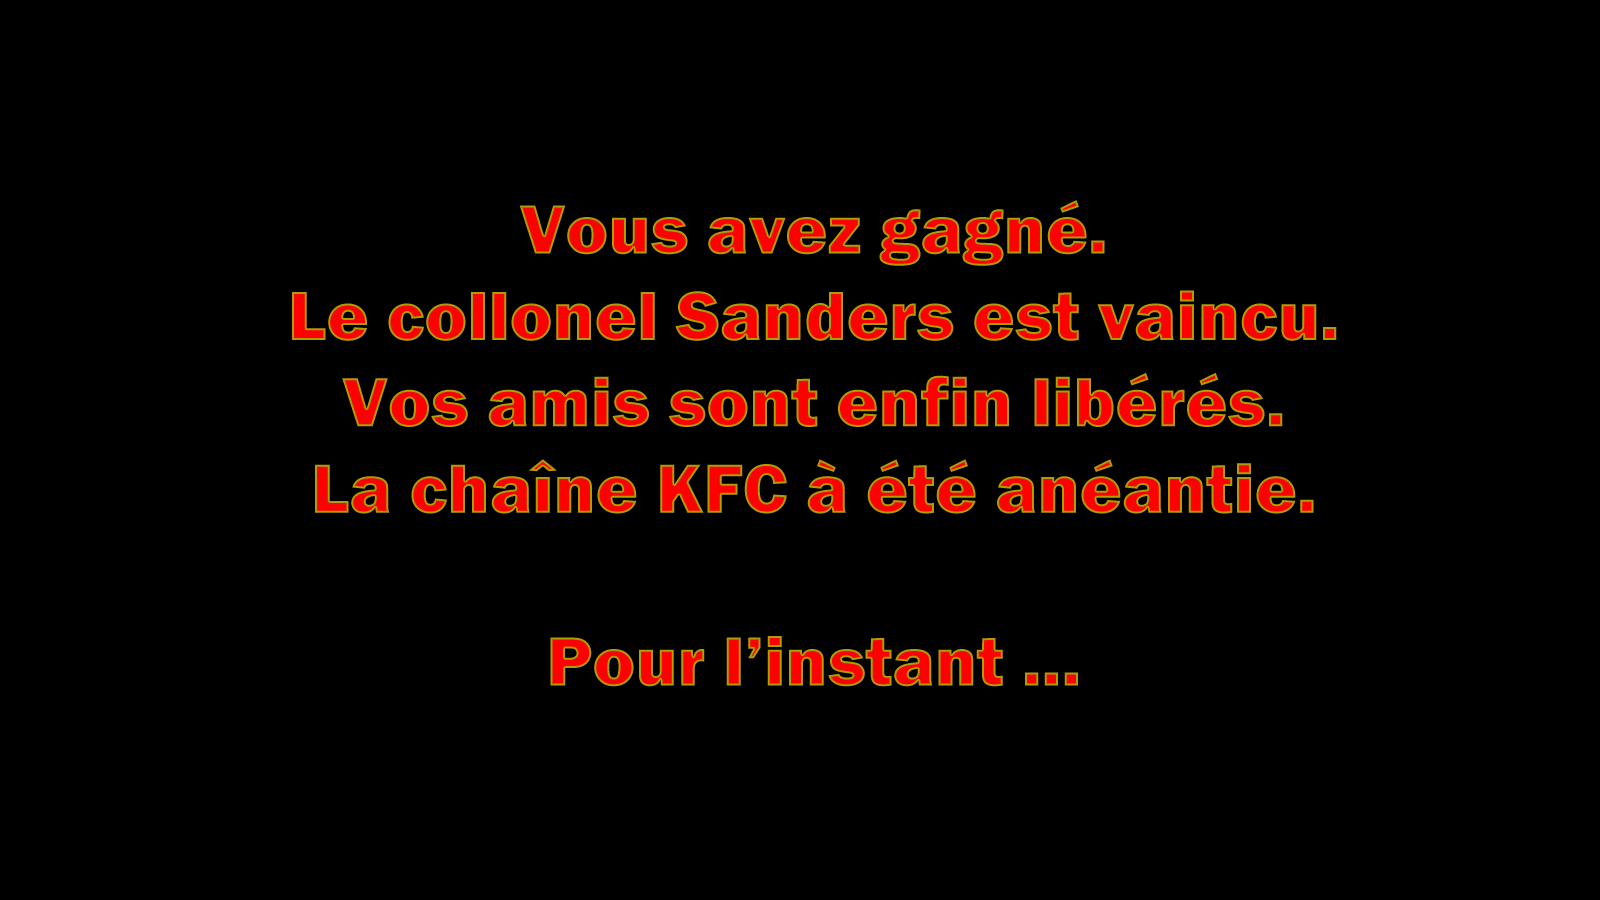 Vous avez gagné.
Le collonel Sanders est vaincu.
Vos amis sont enfin libérés.
La chaîne KFC à été anéantie.
Pour l’instant ...